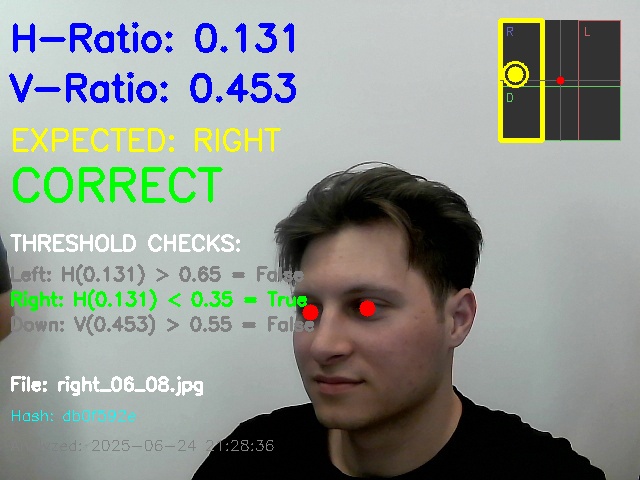 H-Ratio: 0.131
V-Ratio: 0.453
EXPECTED: RIGHT
CORRECT
THRESHOLD CHECKS:
Left: H(0.131) > 0.65 = False
Right: H(0.131) < 0.35 = True
Down: V(0.453) > 0.55 = False
File: right_06_08.jpg
Hash:
2025-06-24 21:28:36
R
L
D